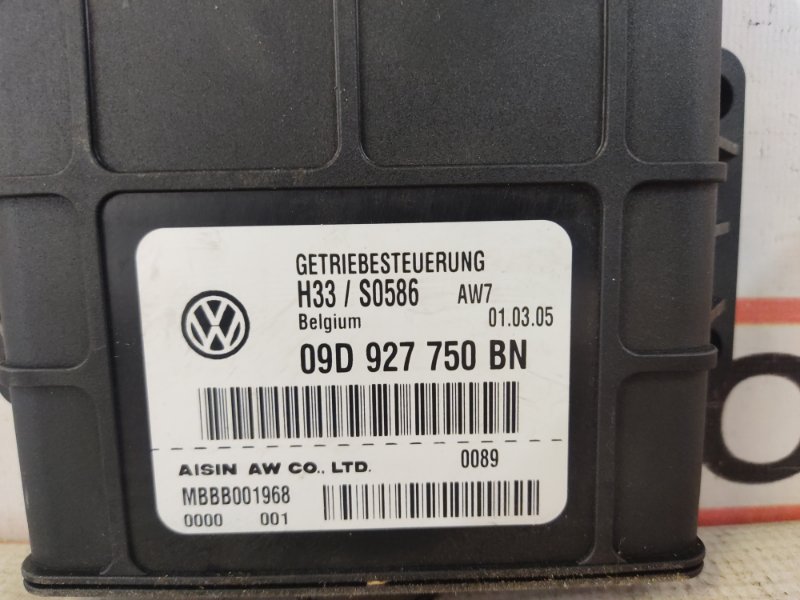 GETRIEBESTEUERUNG
H33 / S0586 AW7
Belgium 01.03.05
09D 927 750 BN
AISIN AW CO., LTD. 0089
MBBB001968
0000 001